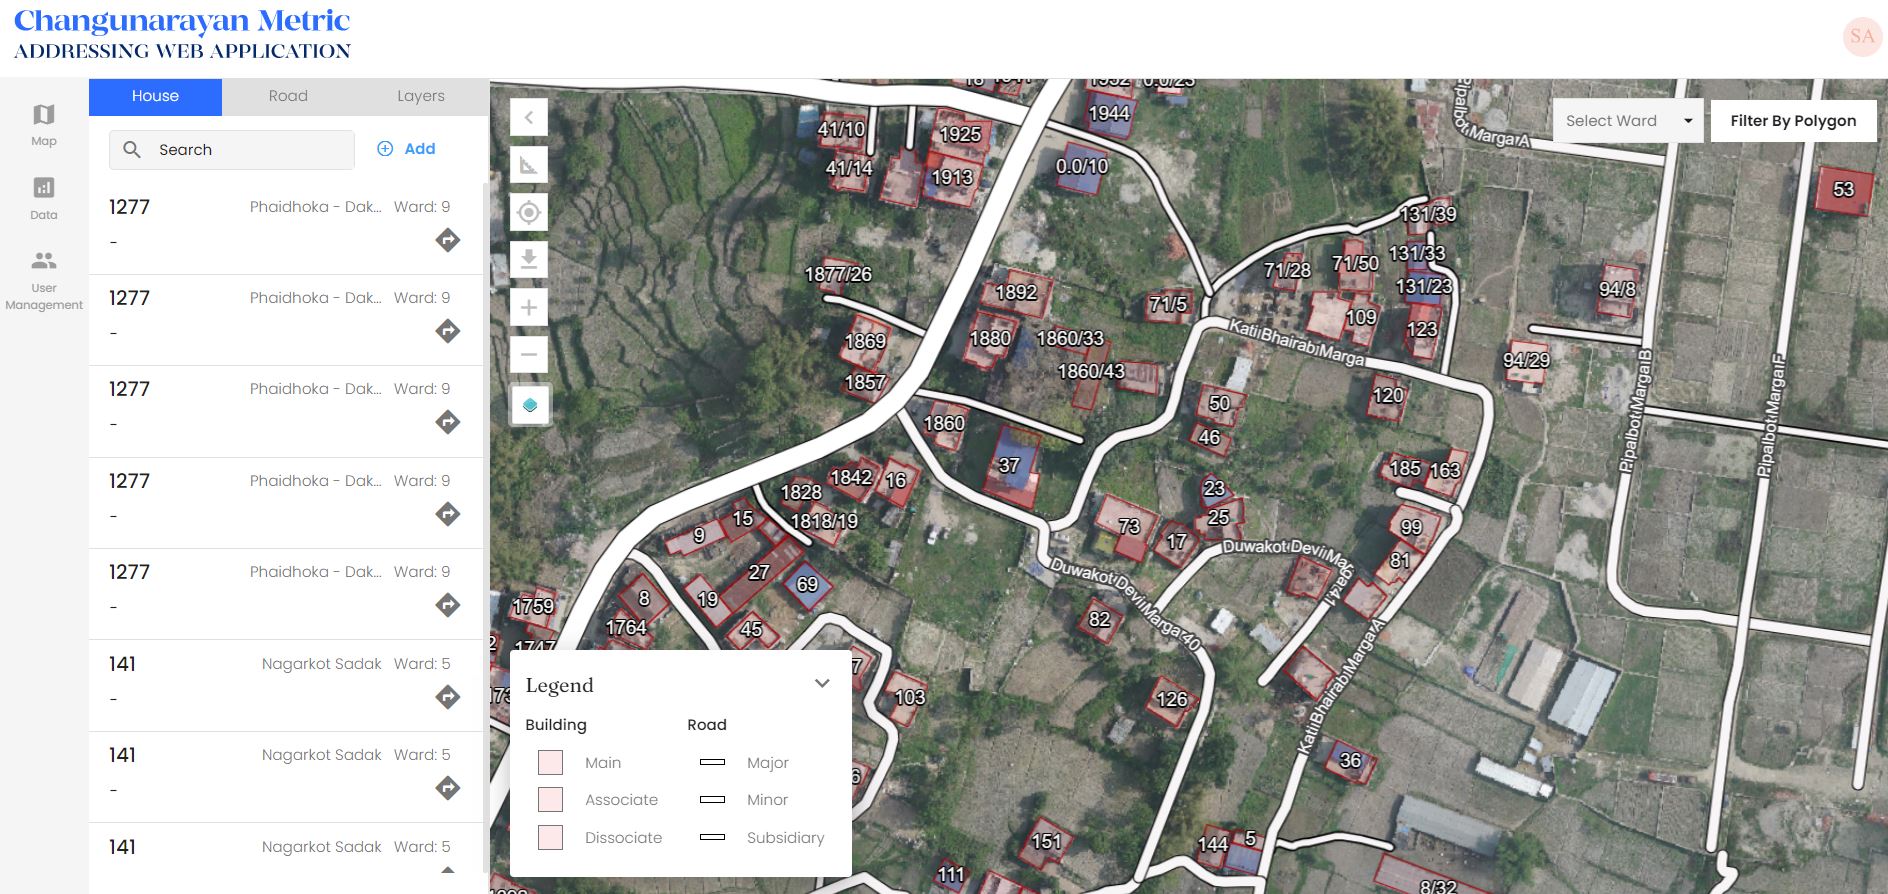 Changunarayan Metric
ADDRESSING WEB APPLICATION
SA
Map
Data
User
Management
House
Road
Layers
Search
Add
1277
Phaidhoka - Dak...
Ward: 9
-
1277
Phaidhoka - Dak...
Ward: 9
-
1277
Phaidhoka - Dak...
Ward: 9
-
1277
Phaidhoka - Dak...
Ward: 9
-
1277
Phaidhoka - Dak...
Ward: 9
-
141
Nagarkot Sadak
Ward: 5
-
141
Nagarkot Sadak
Ward: 5
-
141
Nagarkot Sadak
Ward: 5
Select Ward
Filter By Polygon
1944
41/10
1925
41/14
1913
0.0/10
Pipalbot Marga A
53
131/39
131/33
131/23
71/28
71/50
1877/26
1892
71/5
109
123
94/8
Kati Bhairabi Marga
1869
1880
1860/33
1857
1860/43
94/29
Pipalbot Marga B
Pipalbot Marga F
120
50
46
1860
37
1842
16
185
163
1828
1818/19
23
25
15
9
73
17
99
81
Duwakot Devi Marga 40
27
69
8
19
1759
1764
45
1747
82
Kati Bhairabi Marga A
103
126
36
151
144
5
111
8/32
Legend
Building
Road
Main
Major
Associate
Minor
Dissociate
Subsidiary